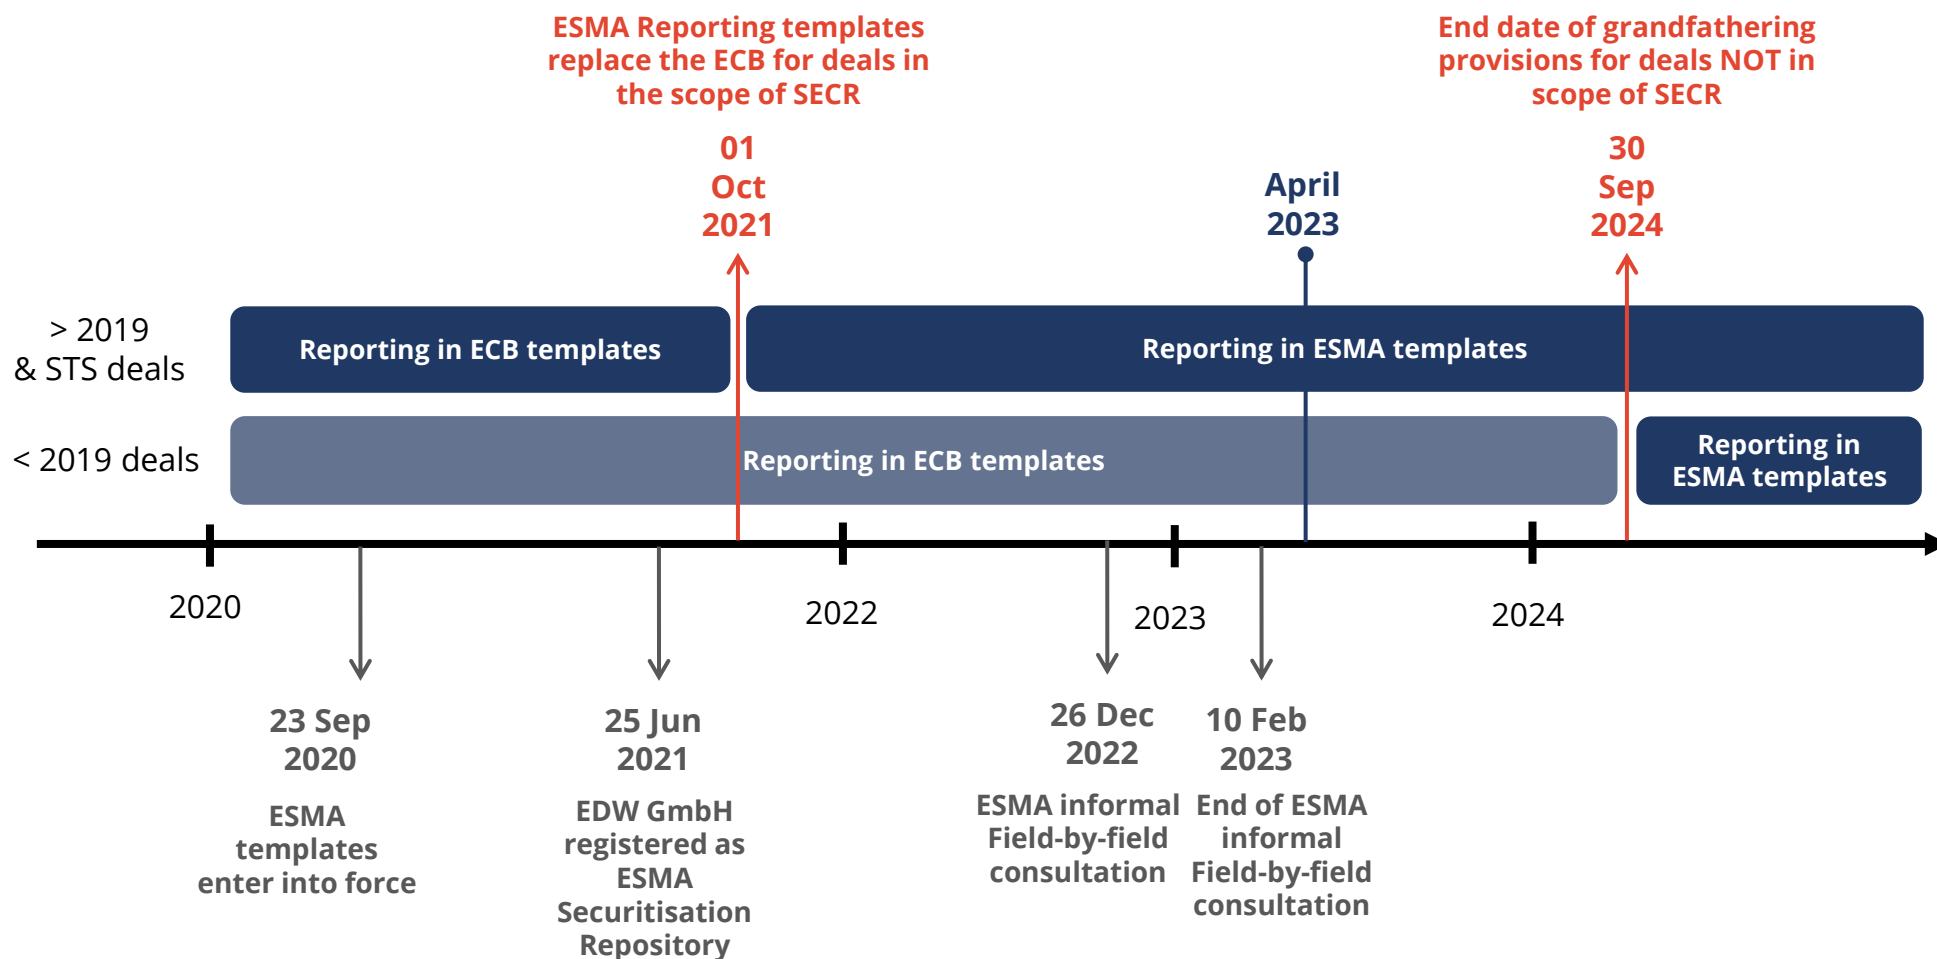 ESMA Reporting templates
replace the ECB for deals in
the scope of SECR
End date of grandfathering
provisions for deals NOT in
scope of SECR
01
Oct
2021
April
2023
30
Sep
2024
> 2019
& STS deals
Reporting in ECB templates
Reporting in ESMA templates
< 2019 deals
Reporting in ECB templates
Reporting in
ESMA templates
2020
2022
2023
2024
23 Sep
2020
ESMA
templates
enter into force
25 Jun
2021
EDW GmbH
registered as
ESMA
Securitisation
Repository
26 Dec
2022
ESMA informal
Field-by-field
consultation
10 Feb
2023
End of ESMA
informal
Field-by-field
consultation